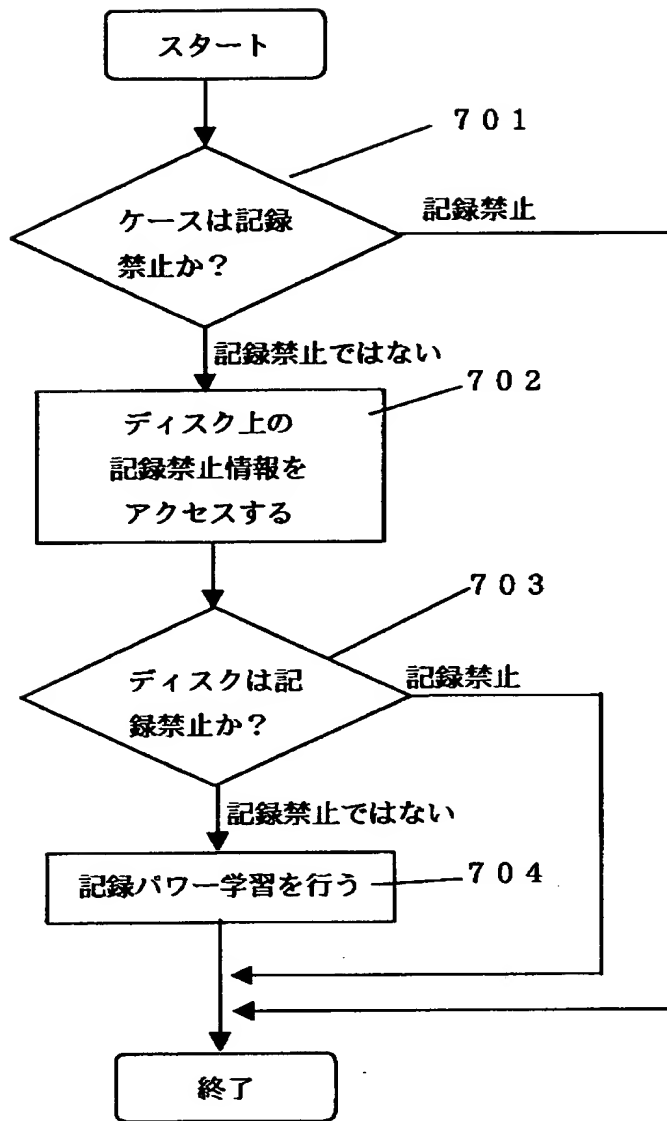 スタート
701
ケースは記録
禁止か?
記録禁止
記録禁止ではない
702
ディスク上の
記録禁止情報を
アクセスする
703
ディスクは記
録禁止か?
記録禁止
記録禁止ではない
記録パワー学習を行う
704
終了